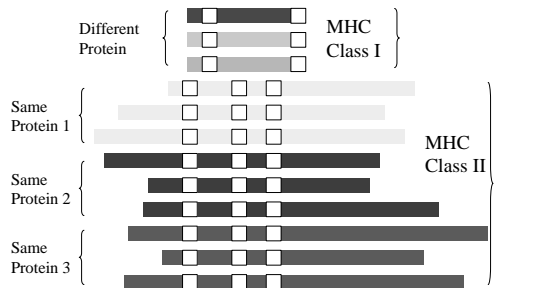 Different
Protein
MHC
Class I
Same
Protein 1
MHC
Class II
Same
Protein 2
Same
Protein 3